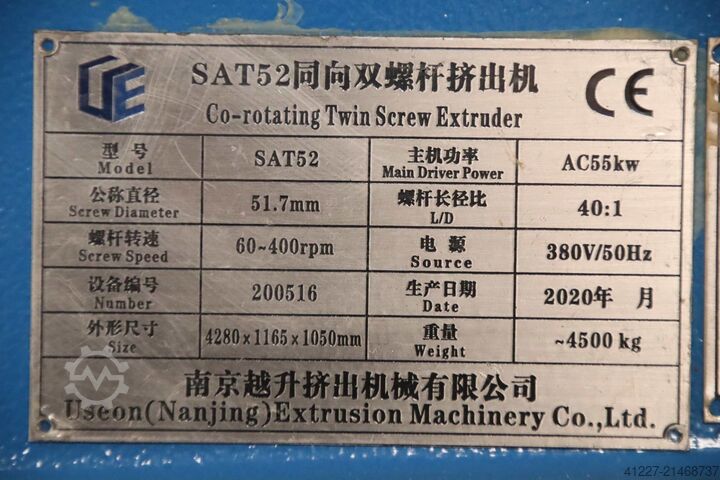 UE
SAT52同向双螺杆挤出机
CE
Co-rotating Twin Screw Extruder
型号 SAT52 主机功率 AC55kw
Model Main Driver Power
公称直径 51.7mm 螺杆长径比 40:1
Screw Diameter L/D
螺杆转速 60~400rpm 电源 380V/50Hz
Screw Speed Source
设备编号 200516 生产日期 2020年 月
Number Date
外形尺寸 4280x1165x1050mm 重量 ~4500 kg
Size Weight
南京越升挤出机械有限公司
Useon(Nanjing)Extrusion Machinery Co.,Ltd.
41227-21468737